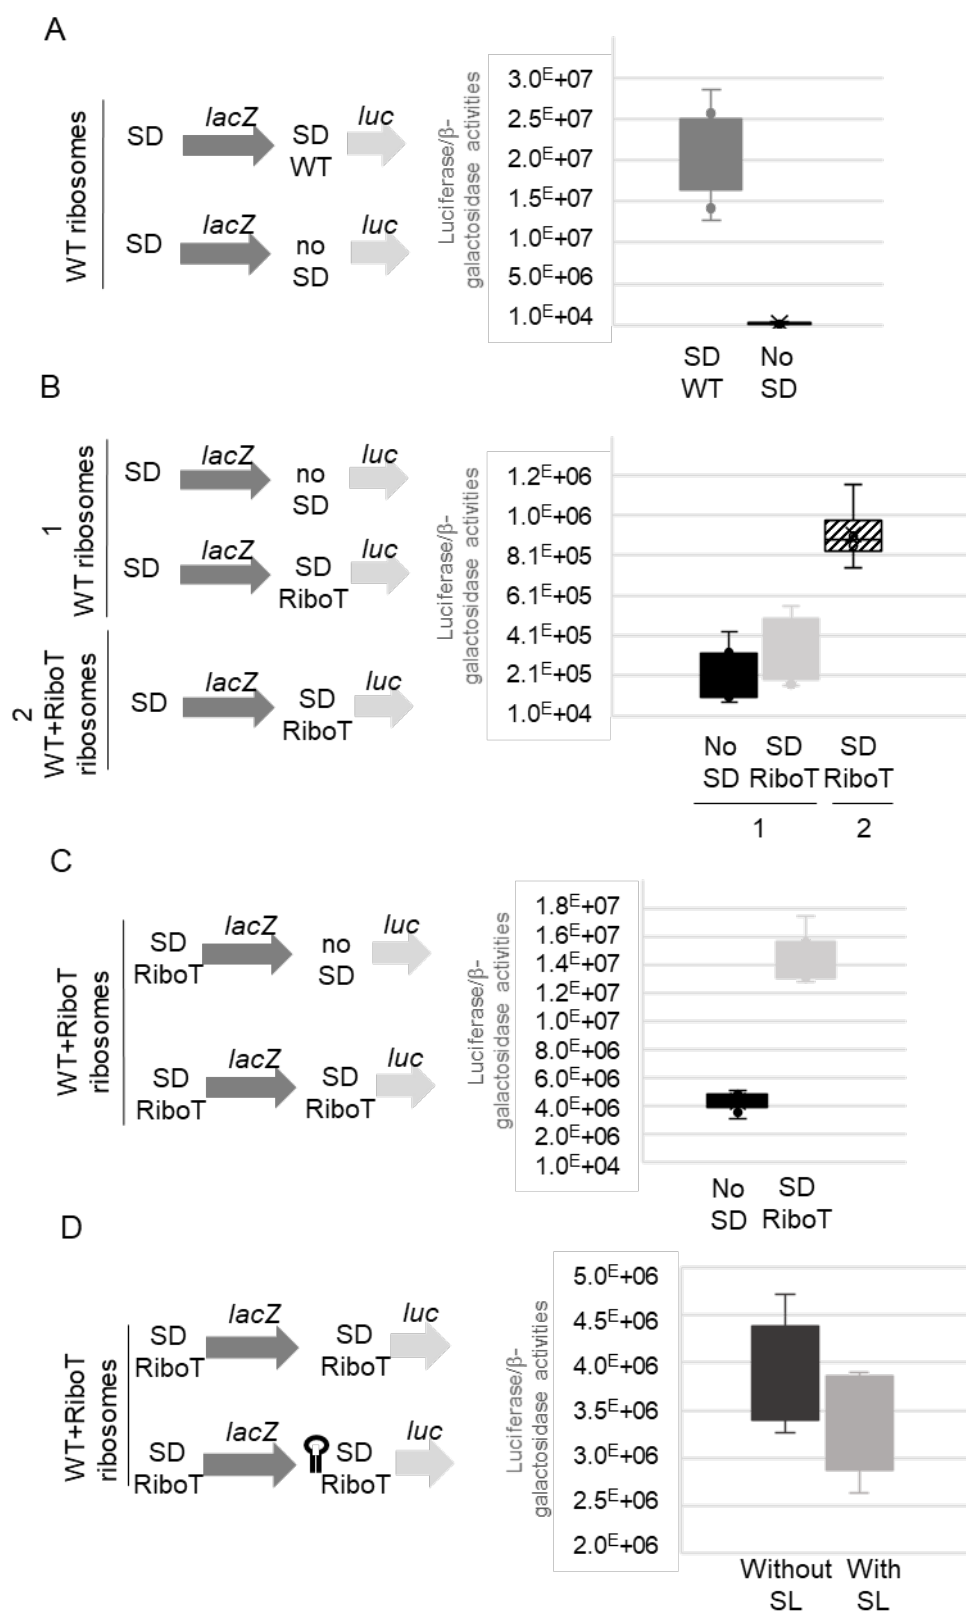 A
WT ribosomes
SD
lacZ
SD
WT
luc
SD
lacZ
no
SD
luc
Luciferase/β-
galactosidase activities
3.0E+07
2.5E+07
2.0E+07
1.5E+07
1.0E+07
5.0E+06
1.0E+04
SD
WT
No
SD
B
1
WT ribosomes
SD
lacZ
no
SD
luc
SD
lacZ
SD
RiboT
luc
2
WT+RiboT
ribosomes
SD
lacZ
SD
RiboT
luc
Luciferase/β-
galactosidase activities
1.2E+06
1.0E+06
8.1E+05
6.1E+05
4.1E+05
2.1E+05
1.0E+04
No
SD
SD
RiboT
SD
RiboT
1
2
C
WT+RiboT
ribosomes
SD
RiboT
lacZ
no
SD
luc
SD
RiboT
lacZ
SD
RiboT
luc
Luciferase/β-
galactosidase activities
1.8E+07
1.6E+07
1.4E+07
1.2E+07
1.0E+07
8.0E+06
6.0E+06
4.0E+06
2.0E+06
1.0E+04
No
SD
SD
RiboT
D
WT+RiboT
ribosomes
SD
RiboT
lacZ
SD
RiboT
luc
SD
RiboT
lacZ
SD
RiboT
luc
Luciferase/β-
galactosidase activities
5.0E+06
4.5E+06
4.0E+06
3.5E+06
3.0E+06
2.5E+06
2.0E+06
Without
SL
With
SL